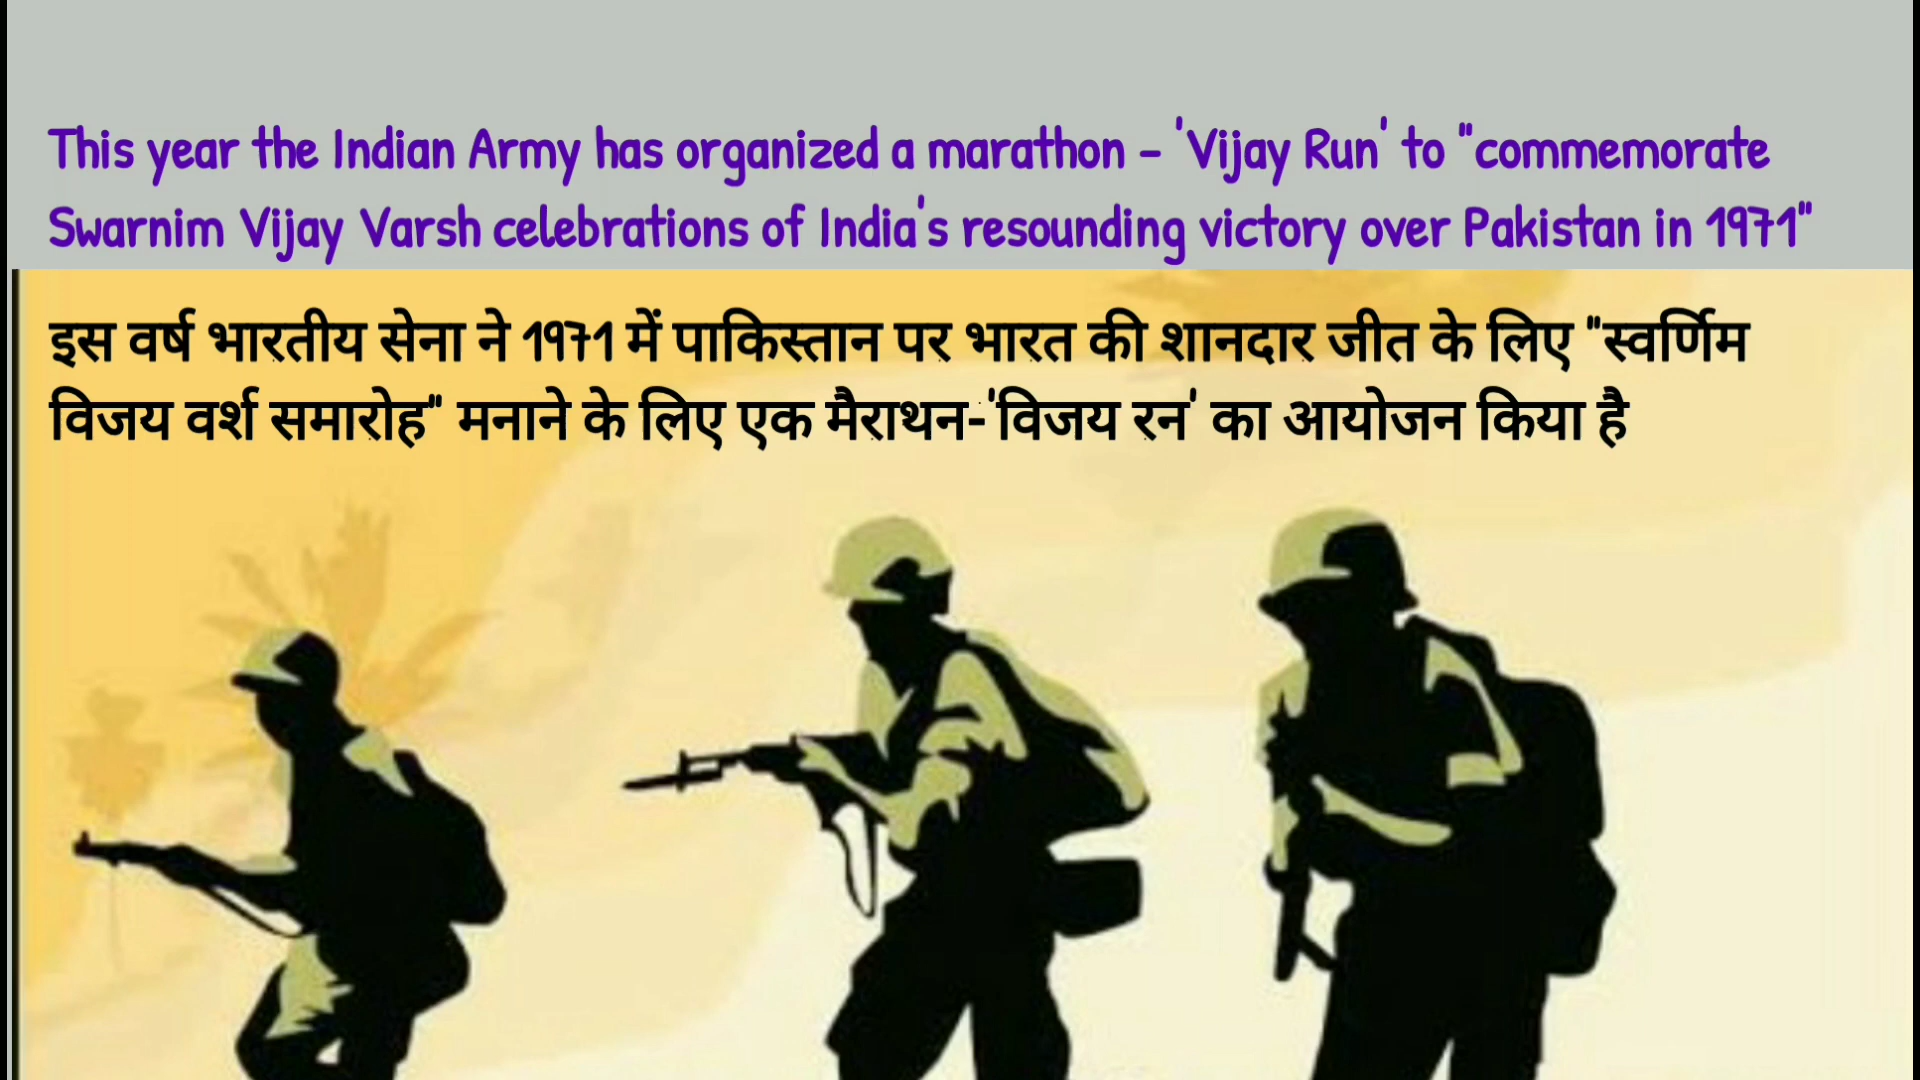 This year the Indian Army has organized a marathon - 'Vijay Run' to "commemorate
Swarnim Vijay Varsh celebrations of India's resounding victory over Pakistan in 1971"
इस वर्ष भारतीय सेना ने 1971 में पाकिस्तान पर भारत की शानदार जीत के लिए "स्वर्णिम
विजय वर्श समारोह" मनाने के लिए एक मैराथन-'विजय रन' का आयोजन किया है